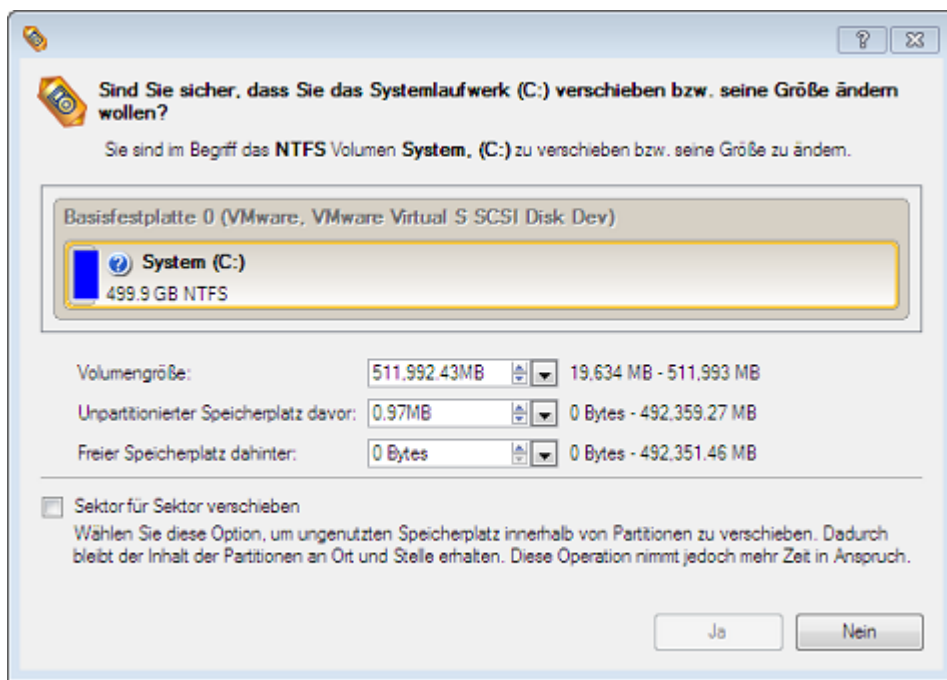 Sind Sie sicher, dass Sie das Systemlaufwerk (C:) verschieben bzw. seine Größe ändern
wollen?
Sie sind im Begriff das NTFS Volumen System, (C:) zu verschieben bzw. seine Größe zu ändern.
Basisfestplatte 0 (VMware, VMware Virtual S SCSI Disk Dev)
System (C:)
499.9 GB NTFS
Volumengröße: 511,992.43MB 19,634 MB - 511,993 MB
Unpartitionierter Speicherplatz davor: 0.97MB 0 Bytes - 492,359.27 MB
Freier Speicherplatz dahinter: 0 Bytes 0 Bytes - 492,351.46 MB
Sektor für Sektor verschieben
Wählen Sie diese Option, um ungenutzten Speicherplatz innerhalb von Partitionen zu verschieben. Dadurch
bleibt der Inhalt der Partitionen an Ort und Stelle erhalten. Diese Operation nimmt jedoch mehr Zeit in Anspruch.
Ja Nein